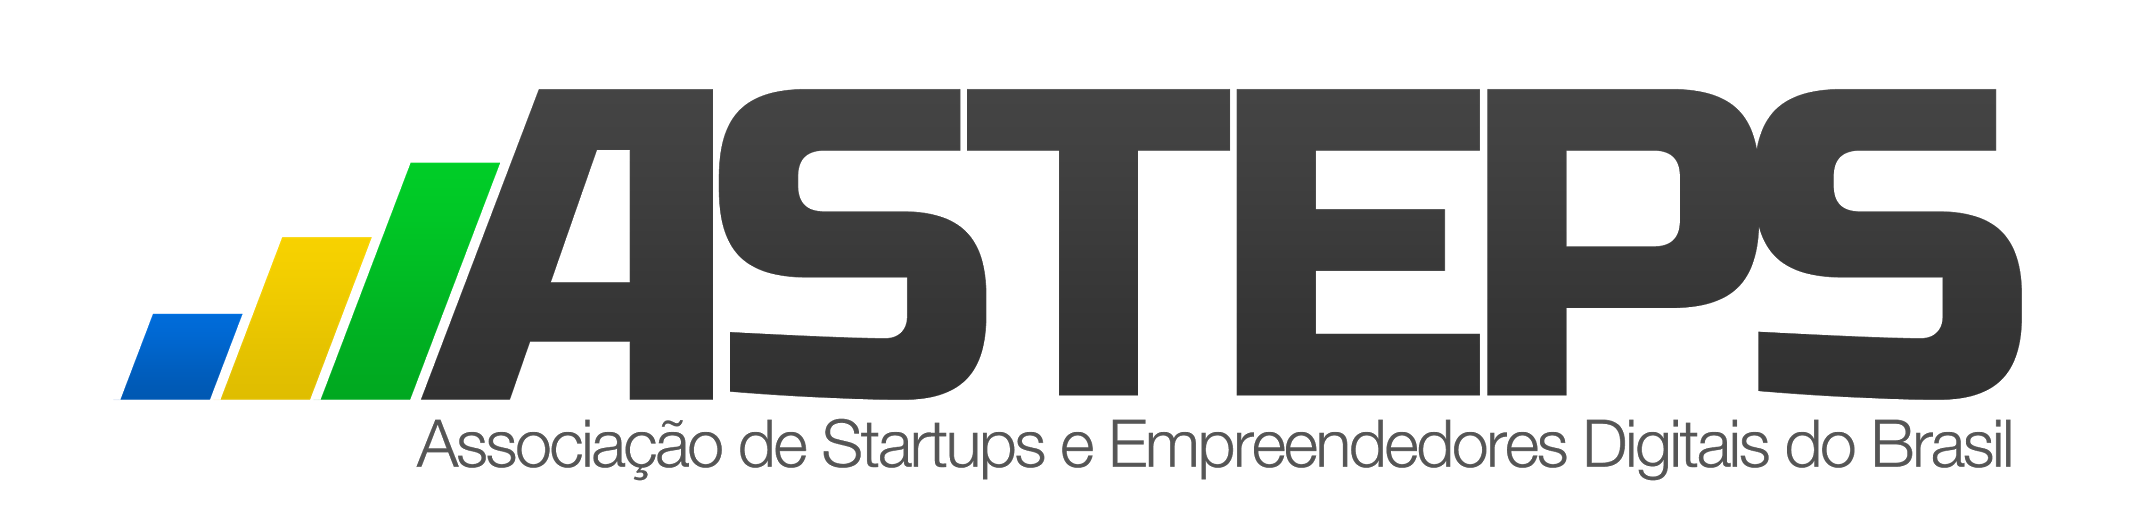 ASTEPS
Associação de Startups e Empreendedores Digitais do Brasil